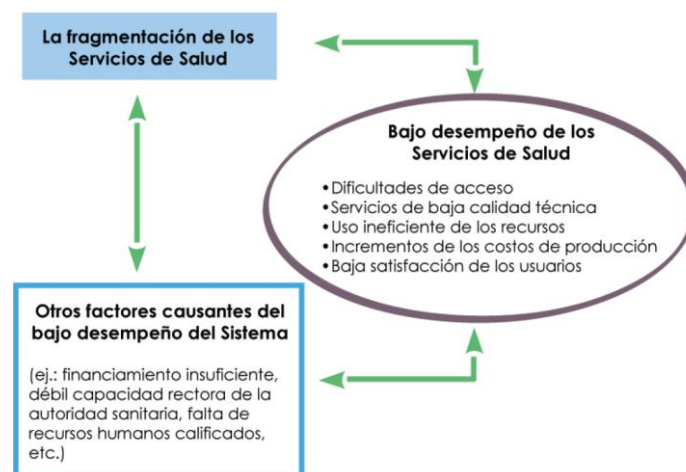 La fragmentación de los
Servicios de Salud
Bajo desempeño de los
Servicios de Salud
•Dificultades de acceso
•Servicios de baja calidad técnica
•Uso ineficiente de los recursos
•Incrementos de los costos de producción
•Baja satisfacción de los usuarios
Otros factores causantes del
bajo desempeño del Sistema
(ej.: financiamiento insuficiente,
débil capacidad rectora de la
autoridad sanitaria, falta de
recursos humanos calificados,
etc.)